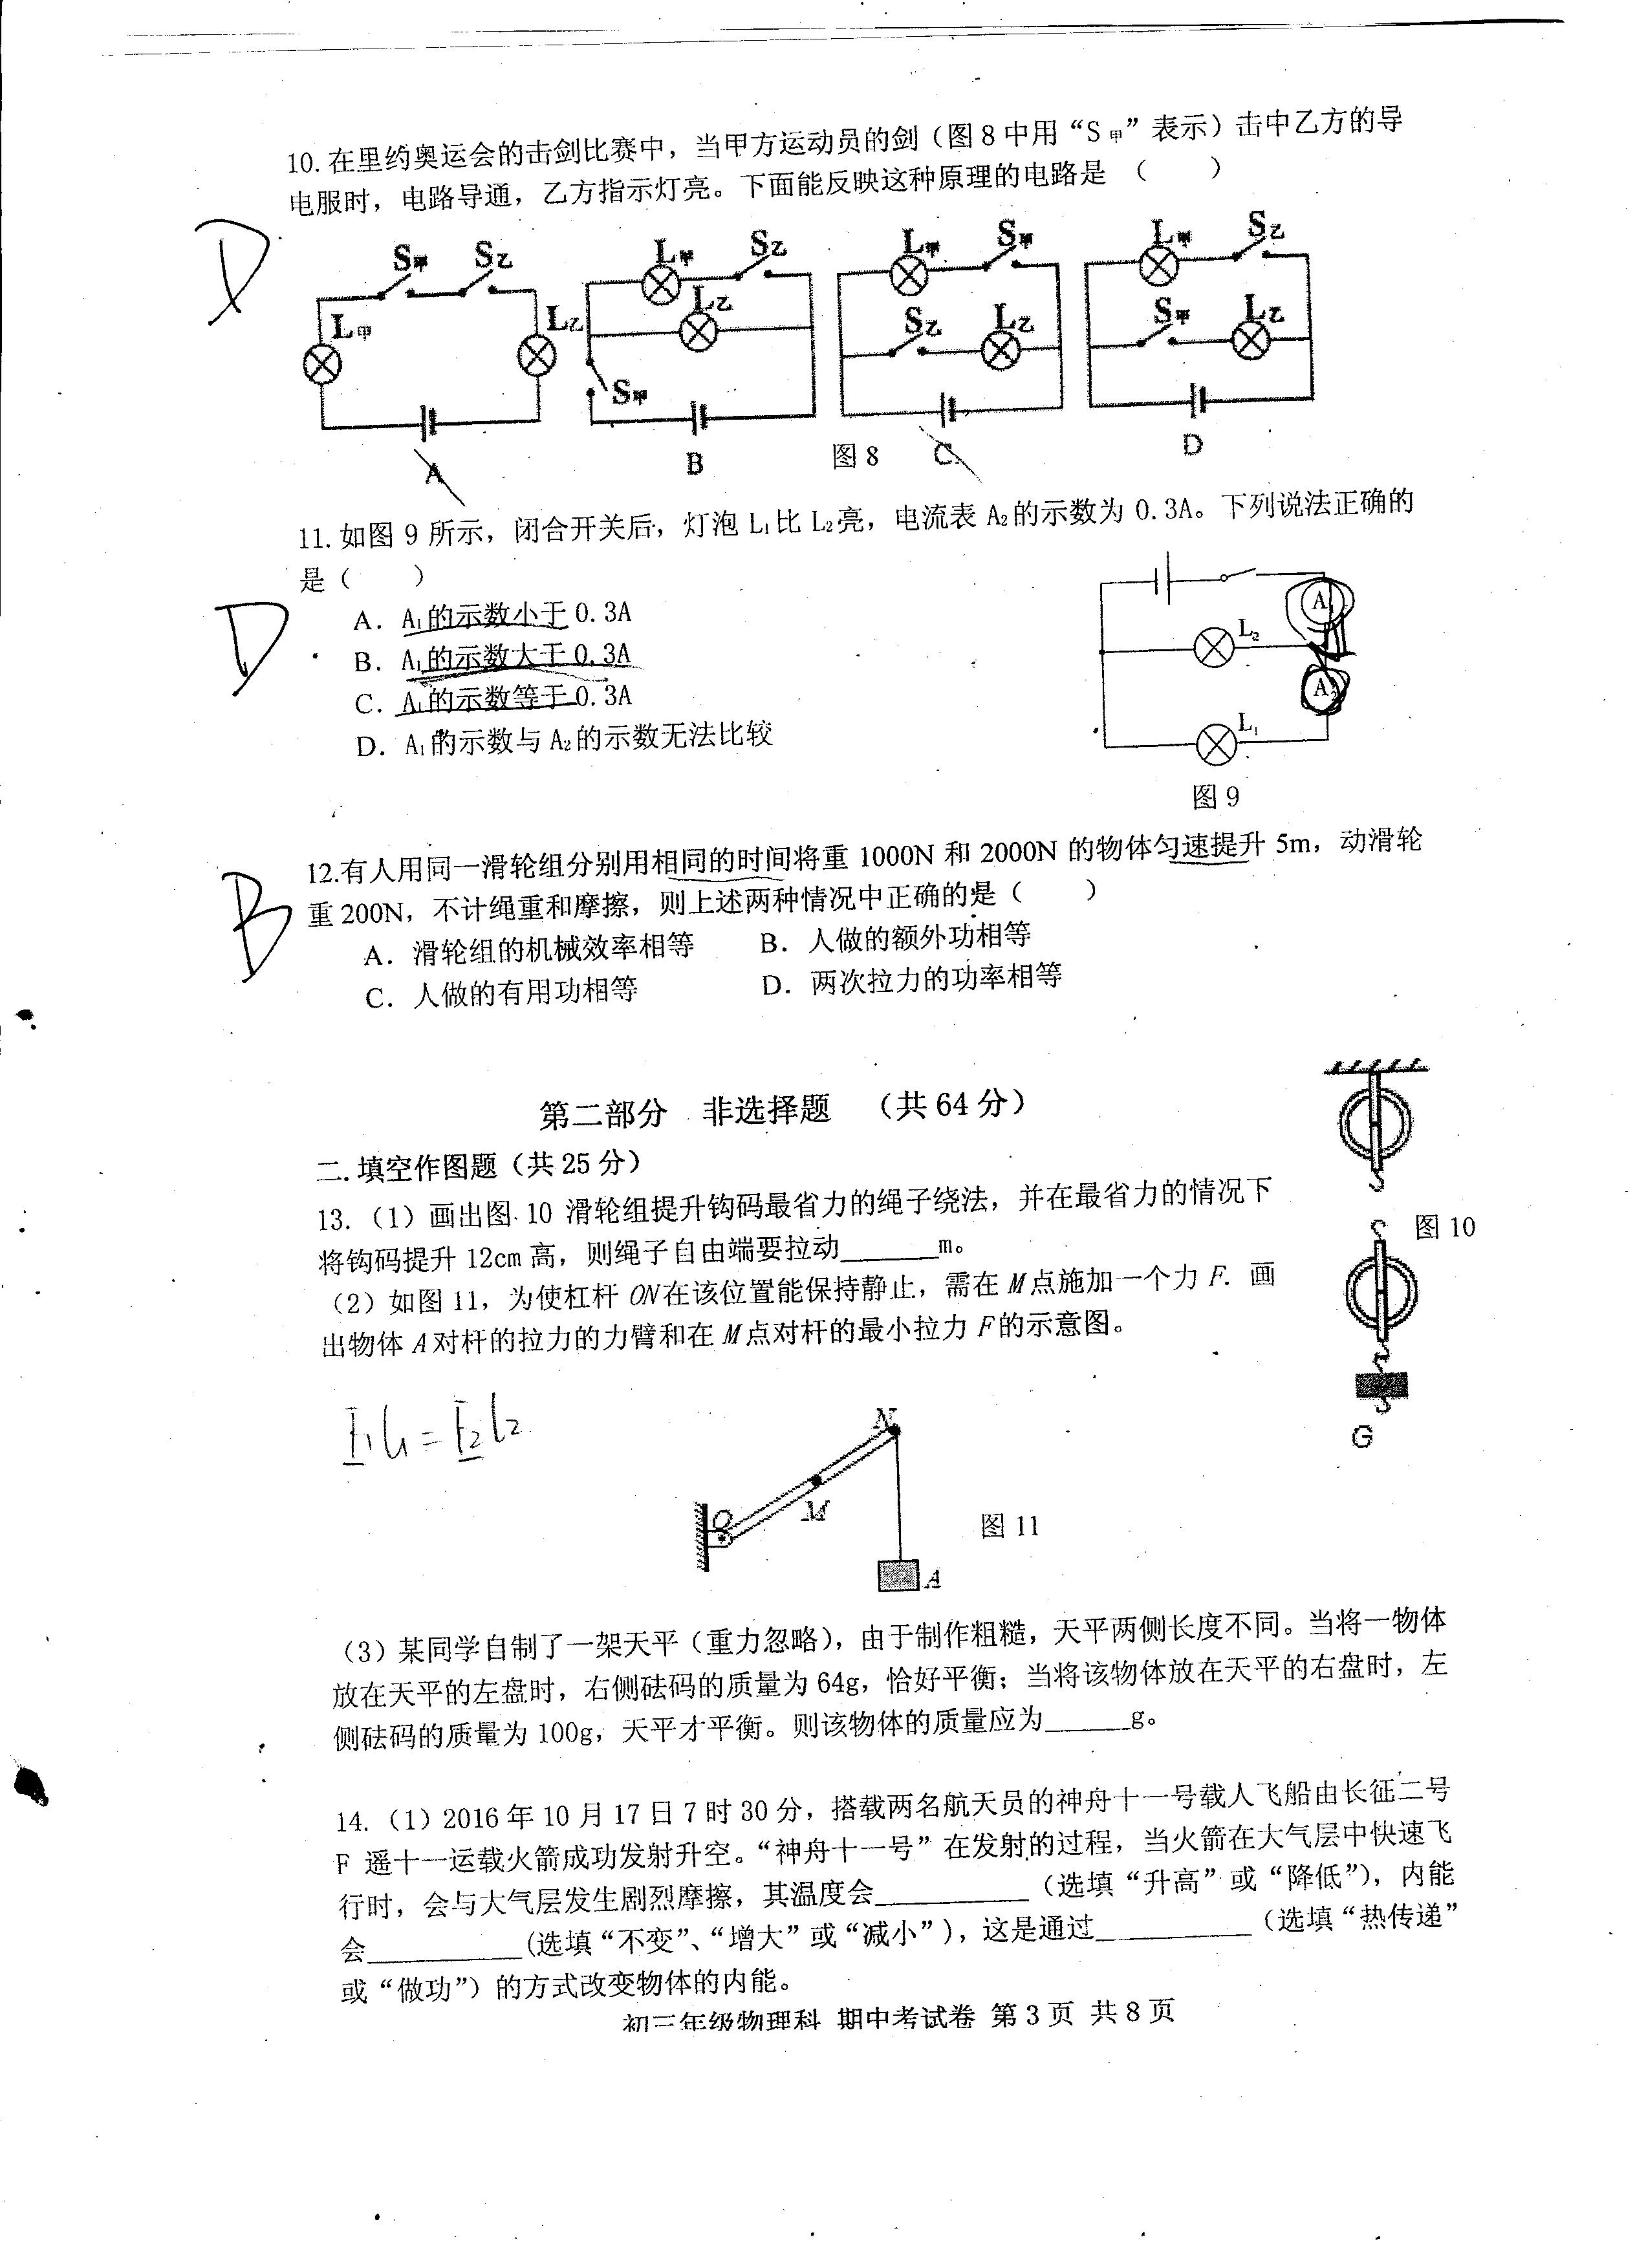 10.在里约奥运会的击剑比赛中，当甲方运动员的剑（图8中用“S甲”表示）击中乙方的导
电服时，电路导通，乙方指示灯亮。下面能反映这种原理的电路是 （　　）
D
S甲 S乙 L甲 L乙 A
L甲 S乙 L乙 S甲 B
图8
L甲 S甲 S乙 L乙 C.
L甲 S乙 S甲 L乙 D
11.如图 9 所示，闭合开关后，灯泡 L₁比 L₂亮，电流表 A₂的示数为 0.3A。下列说法正确的
是（　　）
D
A. A₁的示数小于 0.3A
B. A₁的示数大于 0.3A
C. A₁的示数等于 0.3A
D. A₁的示数与 A₂的示数无法比较
A
L₂
A₂
L₁
图 9
12.有人用同一滑轮组分别用相同的时间将重 1000N 和 2000N 的物体匀速提升 5m，动滑轮
重 200N，不计绳重和摩擦，则上述两种情况中正确的是（　　）
B
A. 滑轮组的机械效率相等　　B. 人做的额外功相等
C. 人做的有用功相等　　D. 两次拉力的功率相等
第二部分　非选择题　（共 64 分）
二.填空作图题（共 25 分）
13.（1）画出图 10 滑轮组提升钩码最省力的绳子绕法，并在最省力的情况下
将钩码提升 12cm 高，则绳子自由端要拉动______m。
（2）如图 11，为使杠杆 ON 在该位置能保持静止，需在 M 点施加一个力 F. 画
出物体 A 对杆的拉力的力臂和在 M 点对杆的最小拉力 F 的示意图。
图 10
G
F₁l₁=F₂l₂
N
M
O
A
图 11
（3）某同学自制了一架天平（重力忽略），由于制作粗糙，天平两侧长度不同。当将一物体
放在天平的左盘时，右侧砝码的质量为 64g，恰好平衡；当将该物体放在天平的右盘时，左
侧砝码的质量为 100g，天平才平衡。则该物体的质量应为______g。
14.（1）2016 年 10 月 17 日 7 时 30 分，搭载两名航天员的神舟十一号载人飞船由长征二号
F 遥十一运载火箭成功发射升空。“神舟十一号”在发射的过程，当火箭在大气层中快速飞
行时，会与大气层发生剧烈摩擦，其温度会__________（选填“升高”或“降低”），内能
会__________(选填“不变”、“增大”或“减小”），这是通过__________（选填“热传递”
或“做功”）的方式改变物体的内能。
初三年级物理科 期中考试卷 第 3 页 共 8 页